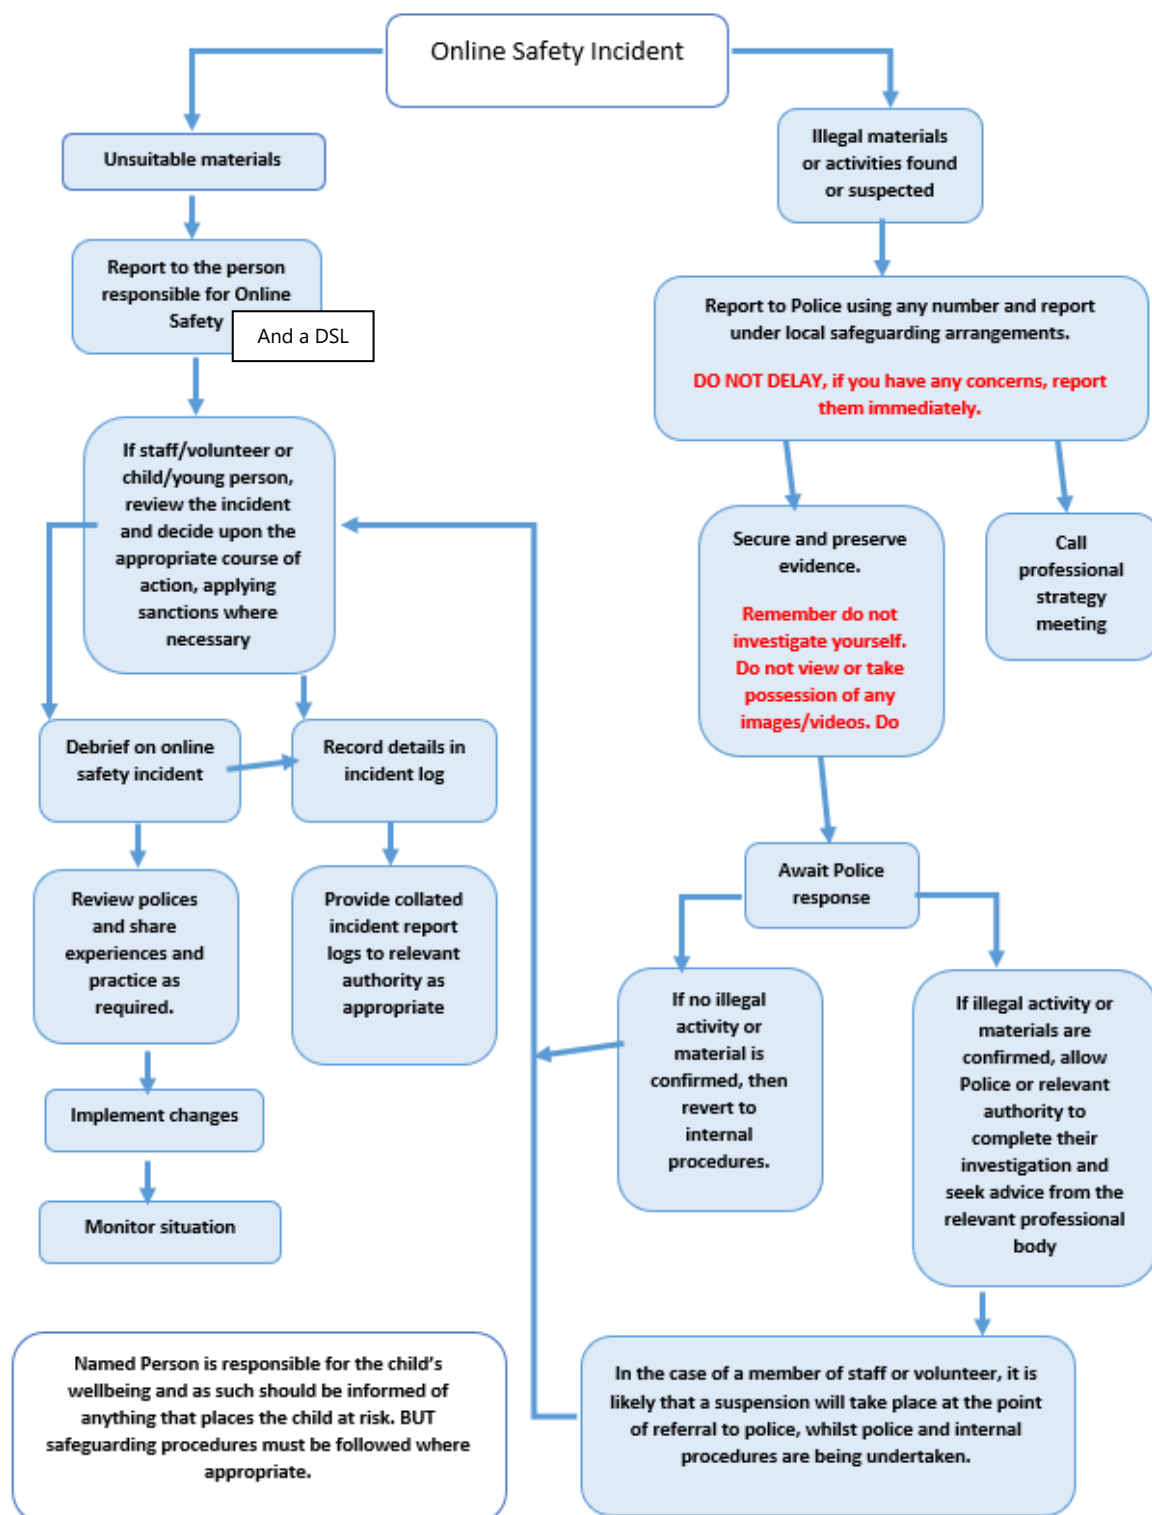 Online Safety Incident
Unsuitable materials
Report to the person
responsible for Online
Safety
And a DSL
If staff/volunteer or
child/young person,
review the incident
and decide upon the
appropriate course of
action, applying
sanctions where
necessary
Debrief on online
safety incident
Record details in
incident log
Review polices
and share
experiences and
practice as
required.
Provide collated
incident report
logs to relevant
authority as
appropriate
Implement changes
Monitor situation
Named Person is responsible for the child's
wellbeing and as such should be informed of
anything that places the child at risk. BUT
safeguarding procedures must be followed where
appropriate.
Illegal materials
or activities found
or suspected
Report to Police using any number and report
under local safeguarding arrangements.
DO NOT DELAY, if you have any concerns, report
them immediately.
Secure and preserve
evidence.
Remember do not
investigate yourself.
Do not view or take
possession of any
images/videos. Do
Call
professional
strategy
meeting
Await Police
response
If no illegal
activity or
material is
confirmed, then
revert to
internal
procedures.
If illegal activity or
materials are
confirmed, allow
Police or relevant
authority to
complete their
investigation and
seek advice from the
relevant professional
body
In the case of a member of staff or volunteer, it is
likely that a suspension will take place at the point
of referral to police, whilst police and internal
procedures are being undertaken.